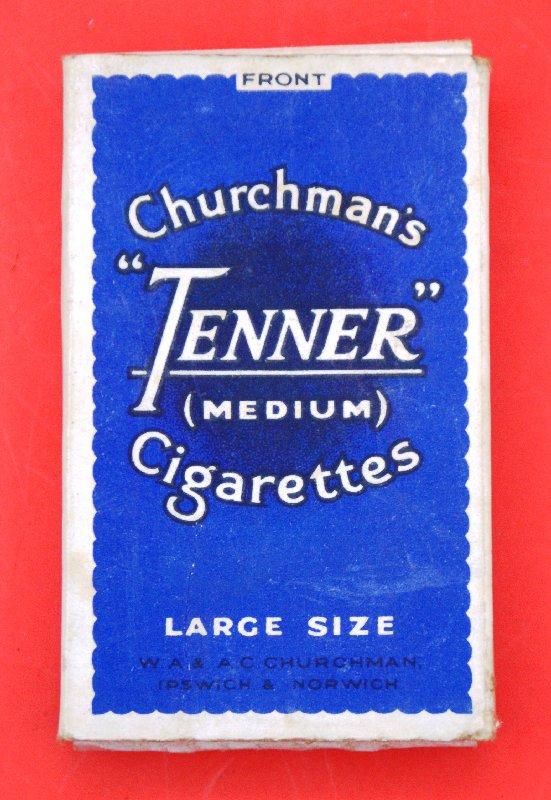 FRONT
Churchman's
"TENNER"
(MEDIUM)
Cigarettes
LARGE SIZE
W.A & A.C CHURCHMAN,
IPSWICH & NORWICH